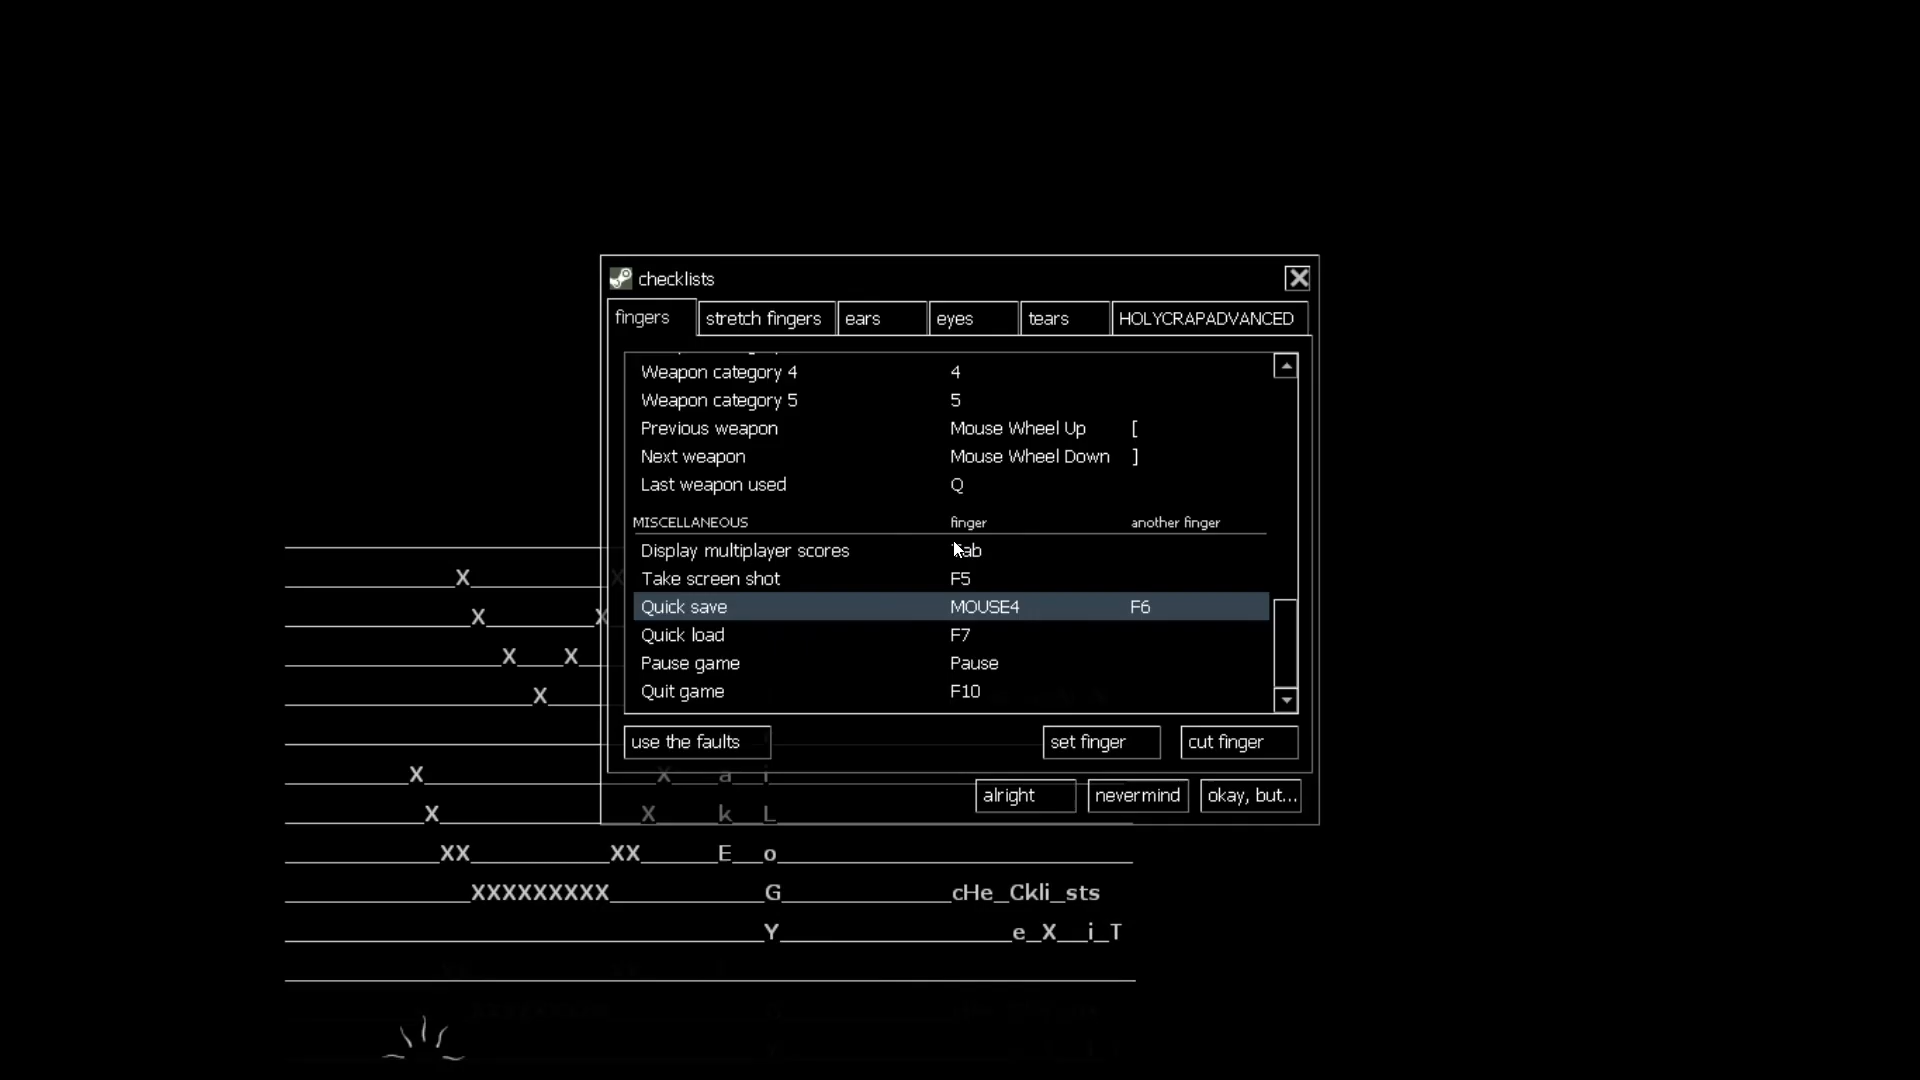 checklists
fingers stretch fingers ears eyes tears HOLYCRAPADVANCED
Weapon category 4 4
Weapon category 5 5
Previous weapon Mouse Wheel Up [
Next weapon Mouse Wheel Down ]
Last weapon used Q
MISCELLANEOUS finger another finger
Display multiplayer scores Tab
Take screen shot F5
Quick save MOUSE4 F6
Quick load F7
Pause game Pause
Quit game F10
use the faults set finger cut finger
alright nevermind okay, but...
X X
X X
X X
X
X X a i
X X k L
XX XX E o
XXXXXXXXX G cHe_Ckli_sts
Y e_X__i_T